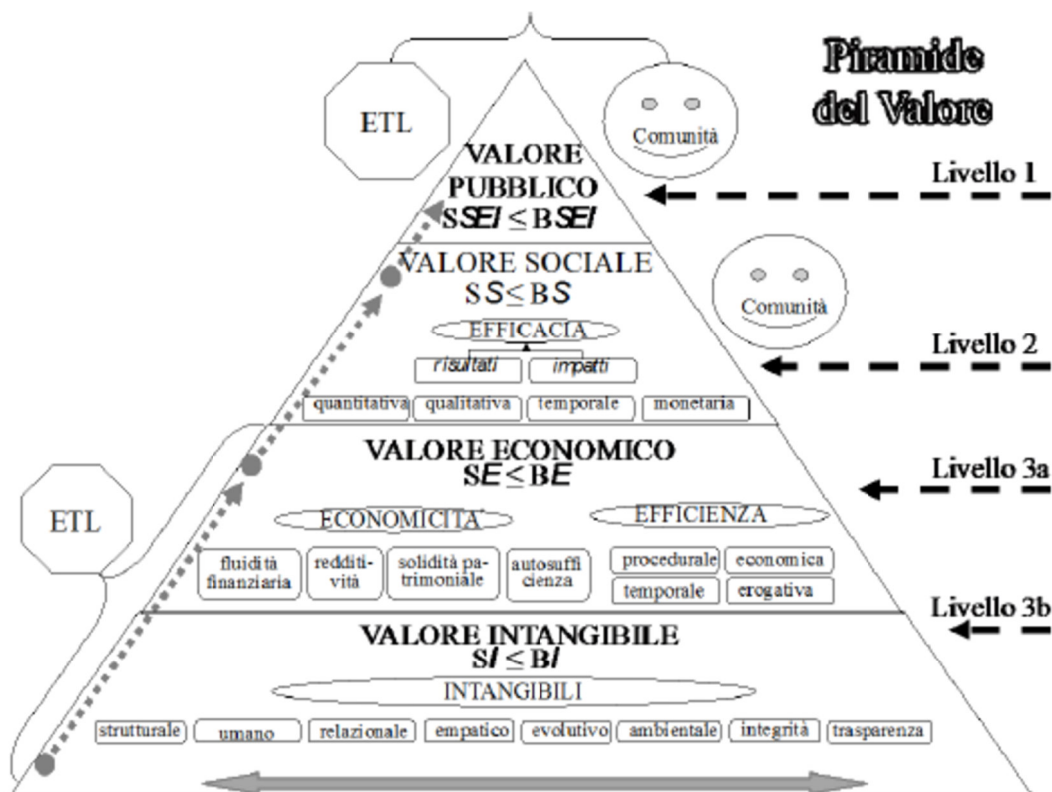 Piramide
del Valore
ETL
Comunità
VALORE
PUBBLICO
SSEI ≤ BSEI
Livello 1
VALORE SOCIALE
SS ≤ BS
Comunità
EFFICACIA
Livello 2
risultati impatti
quantitativa qualitativa temporale monetaria
VALORE ECONOMICO
SE ≤ BE
Livello 3a
ETL
ECONOMICITA' EFFICIENZA
fluidità
finanziaria
redditi-
vità
solidità pa-
trimoniale
autosuffi
cienza
procedurale economica
temporale erogativa
Livello 3b
VALORE INTANGIBILE
SI ≤ BI
INTANGIBILI
strutturale umano relazionale empatico evolutivo ambientale integrità trasparenza